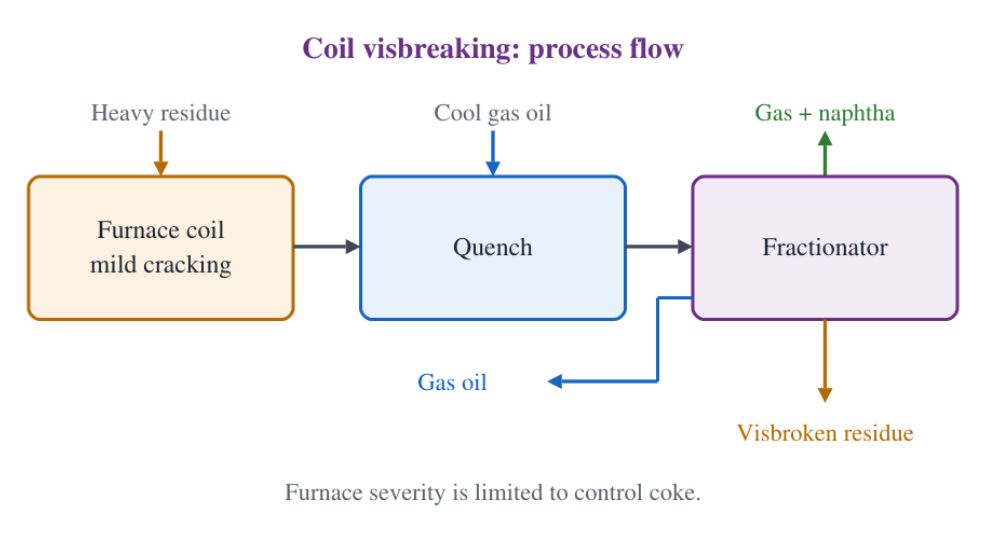 Coil visbreaking: process flow
Heavy residue
Cool gas oil
Gas + naphtha
Furnace coil
mild cracking
Quench
Fractionator
Gas oil
Visbroken residue
Furnace severity is limited to control coke.